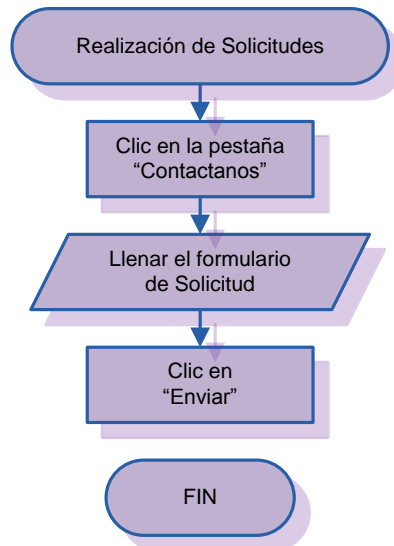 Realización de Solicitudes
Clic en la pestaña
“Contactanos”
Llenar el formulario
de Solicitud
Clic en
“Enviar”
FIN